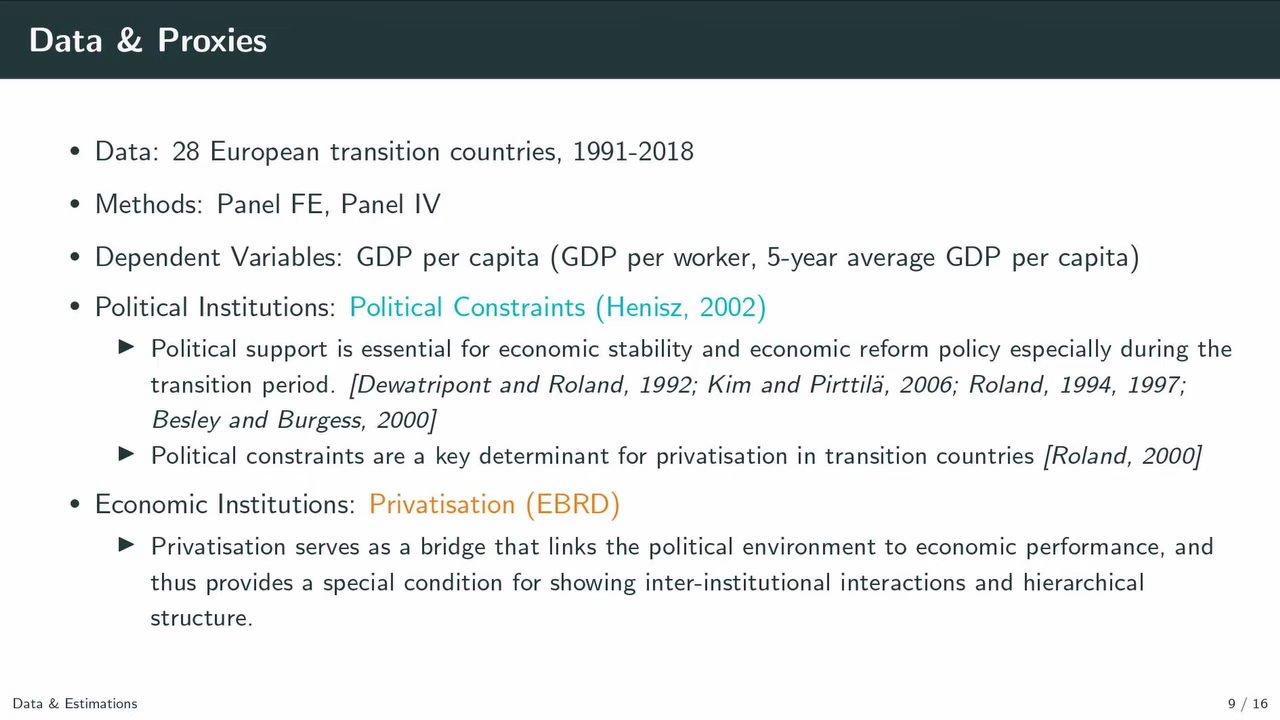 Data & Proxies
• Data: 28 European transition countries, 1991-2018
• Methods: Panel FE, Panel IV
• Dependent Variables: GDP per capita (GDP per worker, 5-year average GDP per capita)
• Political Institutions: Political Constraints (Henisz, 2002)
▶ Political support is essential for economic stability and economic reform policy especially during the
transition period. [Dewatripont and Roland, 1992; Kim and Pirttilä, 2006; Roland, 1994, 1997;
Besley and Burgess, 2000]
▶ Political constraints are a key determinant for privatisation in transition countries [Roland, 2000]
• Economic Institutions: Privatisation (EBRD)
▶ Privatisation serves as a bridge that links the political environment to economic performance, and
thus provides a special condition for showing inter-institutional interactions and hierarchical
structure.
Data & Estimations
9 / 16